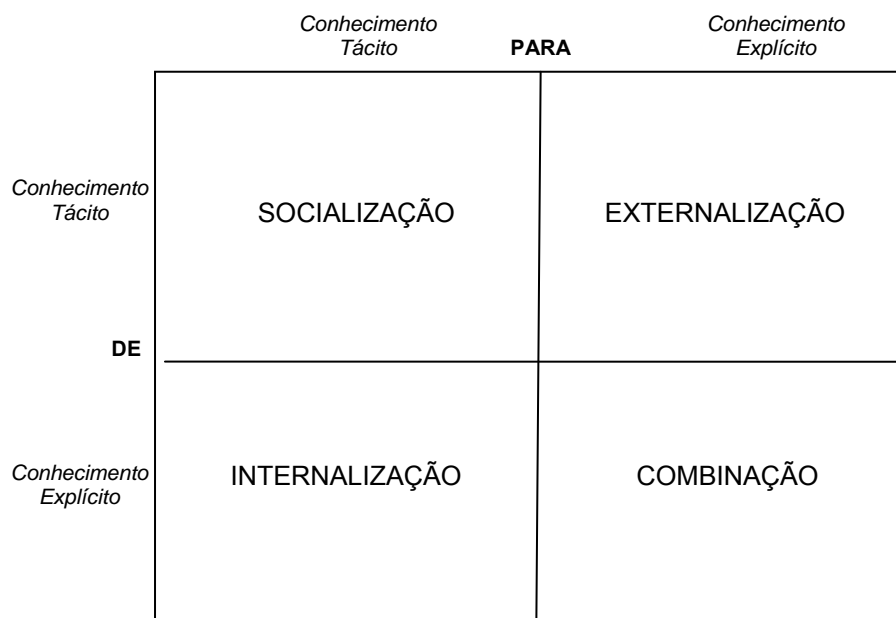 Conhecimento
Tácito
PARA
Conhecimento
Explícito
Conhecimento
Tácito
SOCIALIZAÇÃO
EXTERNALIZAÇÃO
DE
Conhecimento
Explícito
INTERNALIZAÇÃO
COMBINAÇÃO